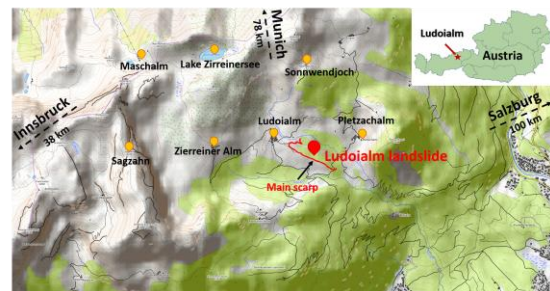 Munich
78 km
Ludoialm
Austria
Maschalm
Lake Zirreinersee
Sonnwendjoch
Innsbruck
38 km
Salzburg
100 km
Ludoialm
Pletzachalm
Sagzahn
Zierreiner Alm
Ludoialm landslide
Main scarp